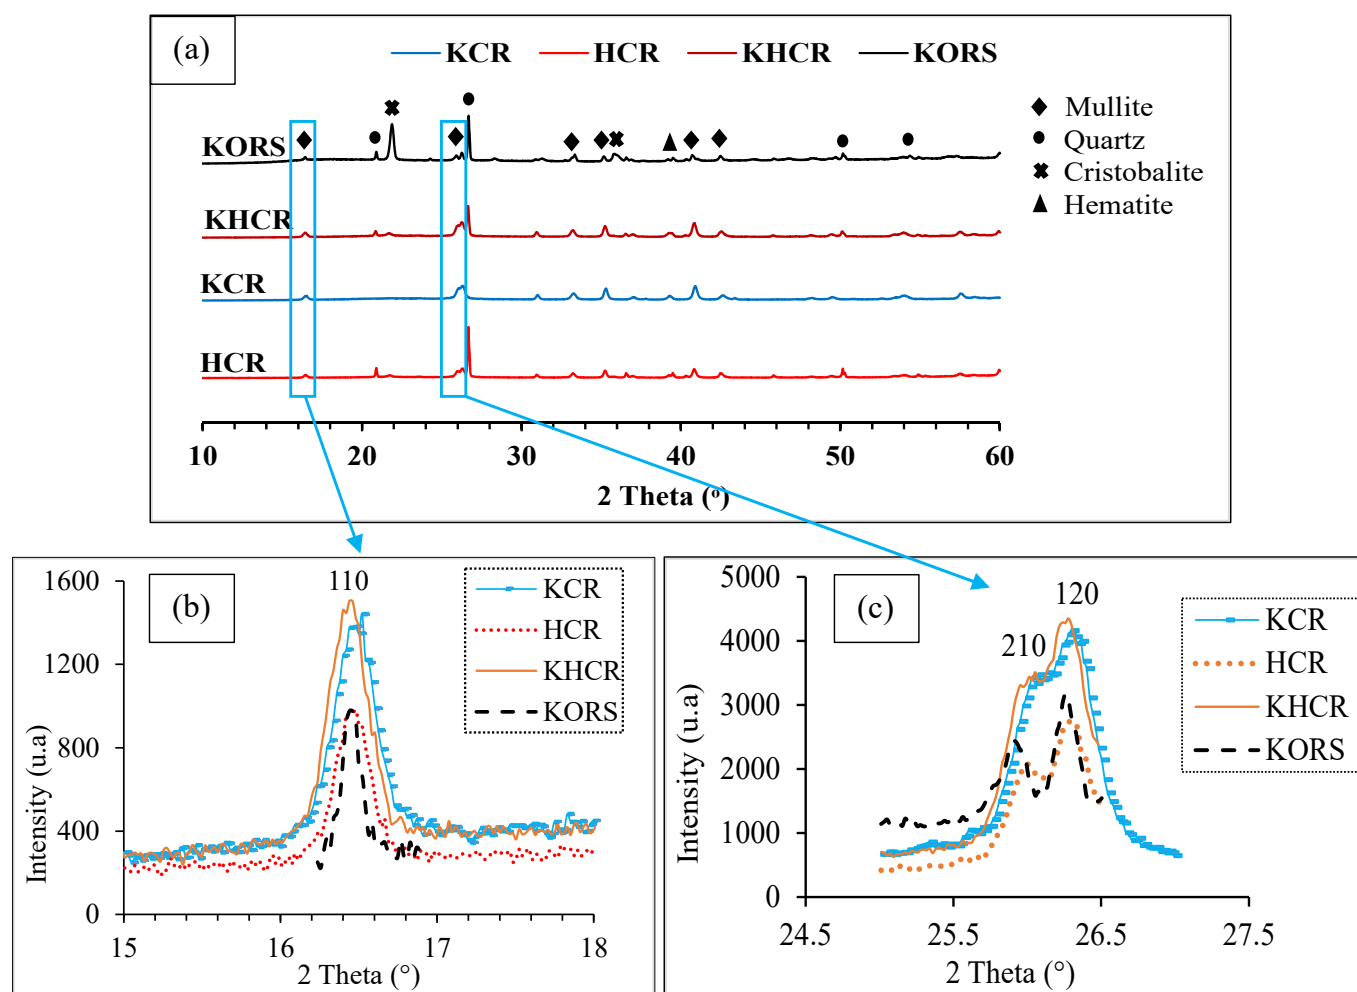 (a)
KCR HCR KHCR KORS
Mullite
Quartz
Cristobalite
Hematite
KORS
KHCR
KCR
HCR
10 20 30 40 50 60
2 Theta (°)
(b)
110
KCR
HCR
KHCR
KORS
1600
1200
800
400
0
Intensity (u.a)
15 16 17 18
2 Theta (°)
(c)
120
210
KCR
HCR
KHCR
KORS
5000
4000
3000
2000
1000
0
Intensity (u.a)
24.5 25.5 26.5 27.5
2 Theta (°)